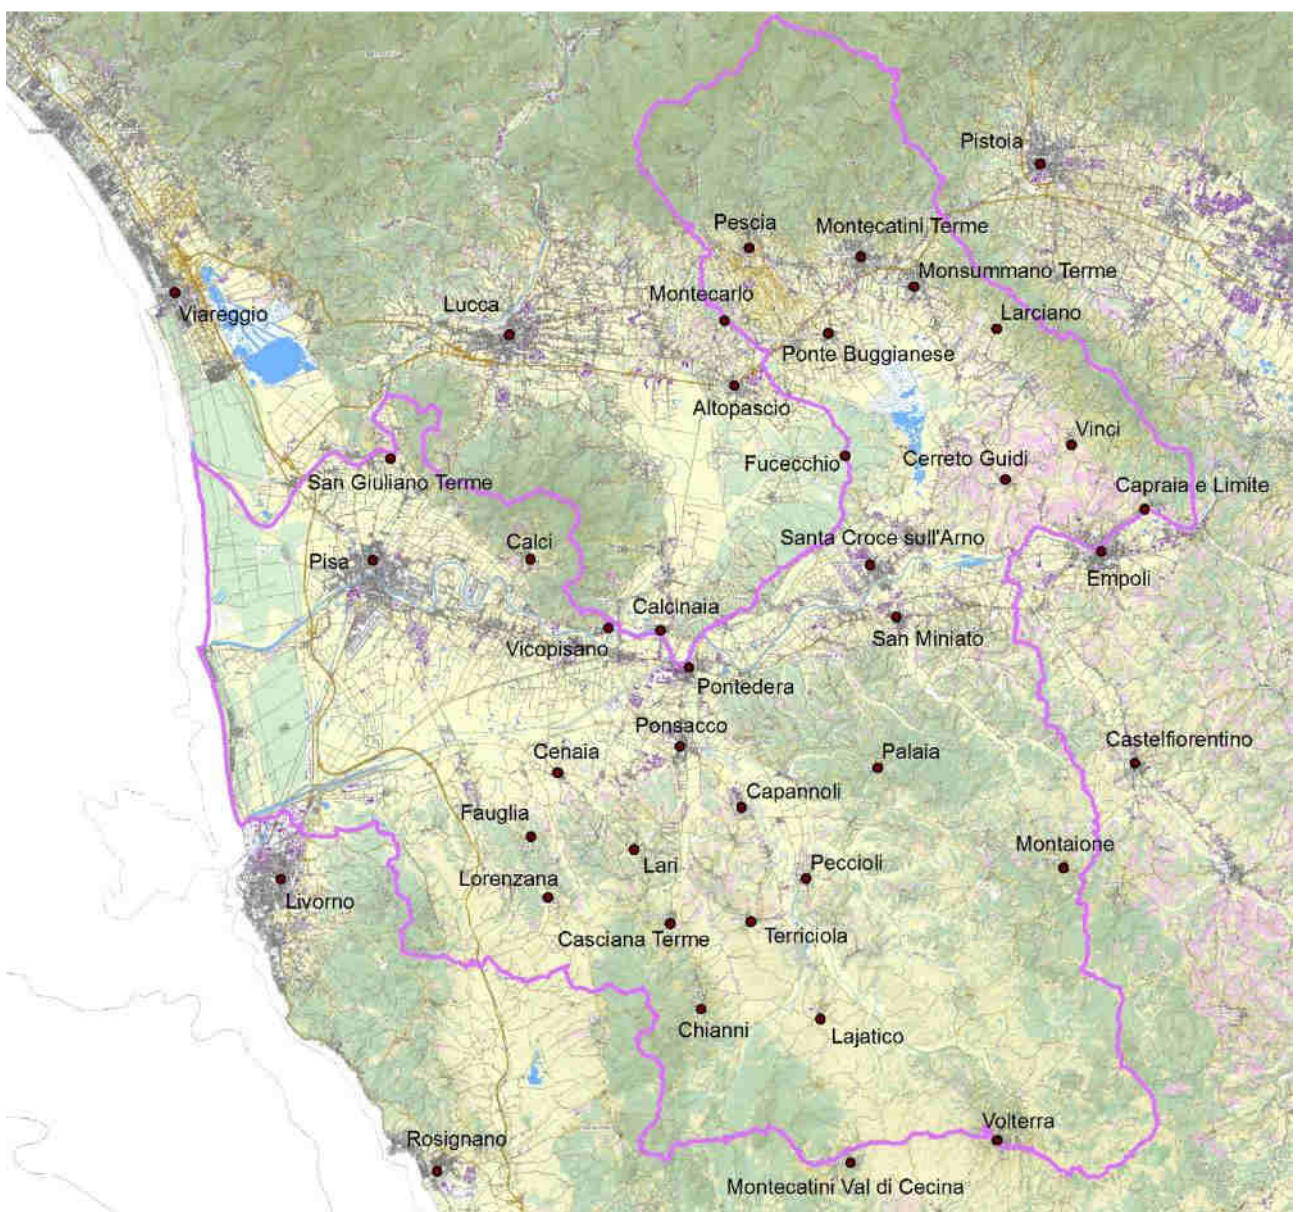 Pistoia
Pescia
Montecatini Terme
Monsummano Terme
Viareggio
Lucca
Montecarlo
Larciano
Ponte Buggianese
Altopascio
Vinci
Fucecchio
Cerreto Guidi
San Giuliano Terme
Capraia e Limite
Calci
Santa Croce sull'Arno
Pisa
Empoli
Calcinaia
Vicopisano
San Miniato
Pontedera
Ponsacco
Cenaia
Palaia
Castelfiorentino
Fauglia
Capannoli
Lari
Peccioli
Montaione
Livorno
Lorenzana
Casciana Terme
Terriciola
Chianni
Lajatico
Rosignano
Volterra
Montecatini Val di Cecina